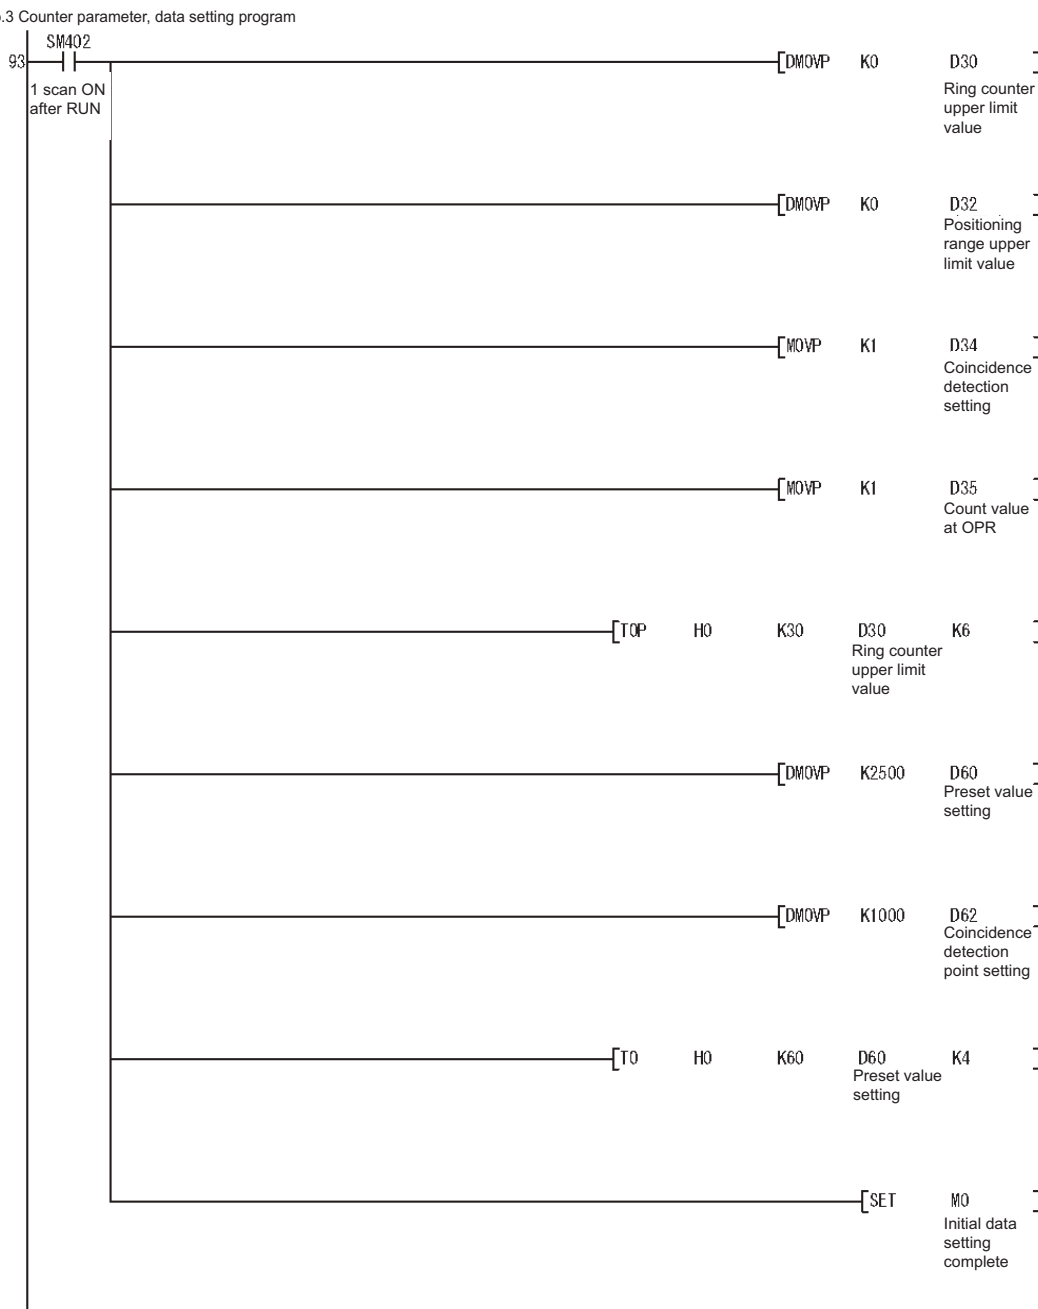 .3 Counter parameter, data setting program
SM402
93
[DMOVP K0 D30 ]
1 scan ON
after RUN
Ring counter
upper limit
value
[DMOVP K0 D32 ]
Positioning
range upper
limit value
[MOVP K1 D34 ]
Coincidence
detection
setting
[MOVP K1 D35 ]
Count value
at OPR
[TOP H0 K30 D30 K6 ]
Ring counter
upper limit
value
[DMOVP K2500 D60 ]
Preset value
setting
[DMOVP K1000 D62 ]
Coincidence
detection
point setting
[TO H0 K60 D60 K4 ]
Preset value
setting
[SET M0 ]
Initial data
setting
complete